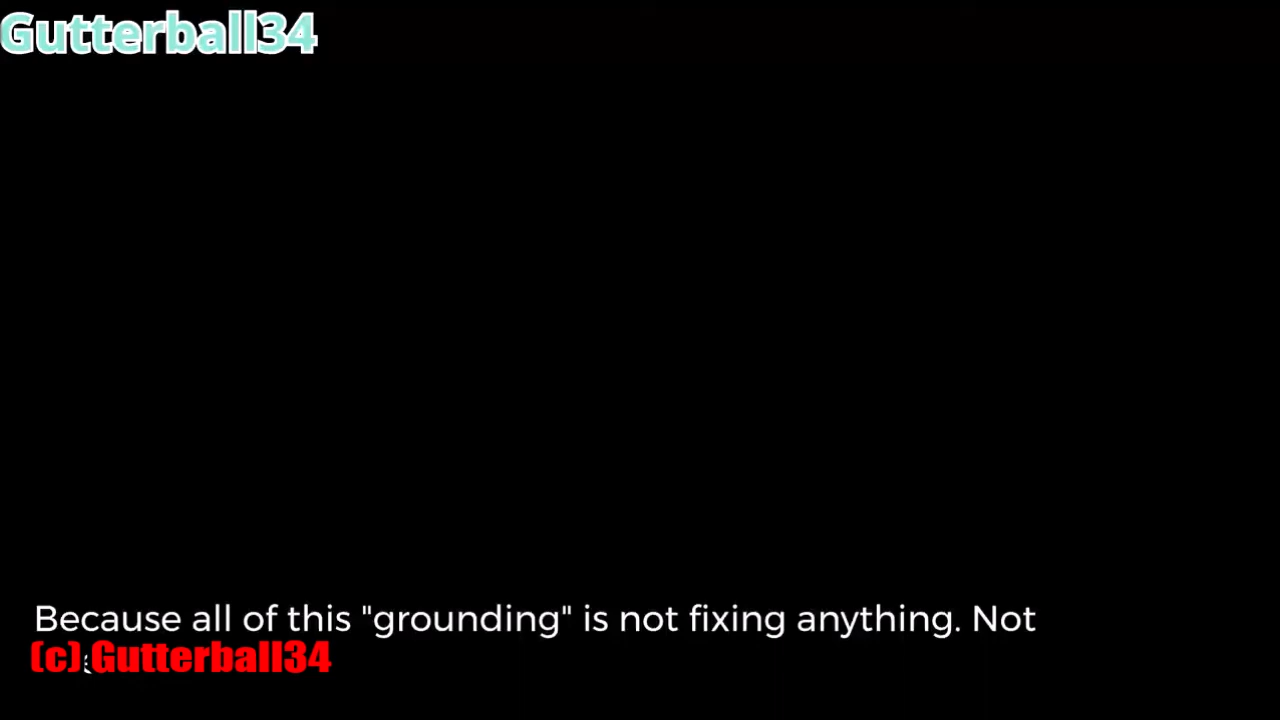 Gutterball34
Because all of this "grounding" is not fixing anything. Not
(c) Gutterball34